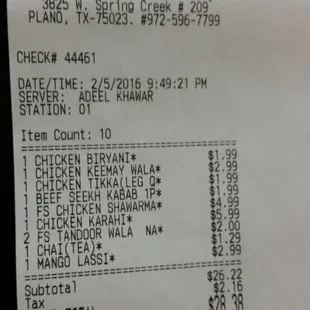 3825 W. Spring Creek # 209
PLANO, TX-75023. #972-596-7799
CHECK# 44461
DATE/TIME: 2/5/2016 9:49:21 PM
SERVER: ADEEL KHAWAR
STATION: 01
Item Count: 10
1 CHICKEN BIRYANI* $1.99
1 CHICKEN KEEMAY WALA* $2.99
1 CHICKEN TIKKA(LEG Q* $1.99
1 BEEF SEEKH KABAB 1P* $1.99
1 FS CHICKEN SHAWARMA* $4.99
1 CHICKEN KARAHI* $5.99
2 FS TANDOOR WALA NA* $2.00
1 CHAI(TEA)* $1.29
1 MANGO LASSI* $2.99
Subtotal $26.22
Tax $2.16
$28.38